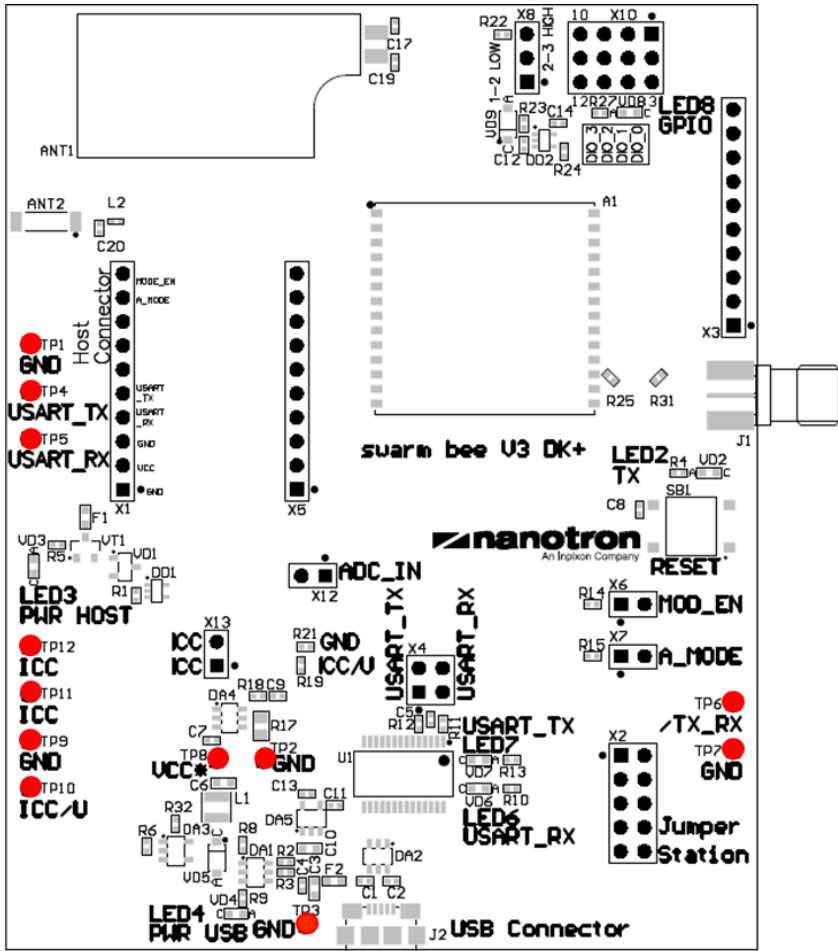 R22
X8
1-2 LOW
2-3 HIGH
10
X10
C17
C19
ANT1
12
R27
VD8
3
A
C
LED8
GPIO
VD9
A
C
R23
C14
C12
DD2
R24
DIO_3
DIO_2
DIO_1
DIO_0
ANT2
L2
C20
A1
Host
Connector
MODE_EN
A_MODE
USART
_TX
USART
_RX
GND
VCC
GND
X1
X5
X3
TP1
GND
TP4
USART_TX
TP5
USART_RX
R25
R31
J1
swarm bee V3 DK+
LED2
TX
R4
A
VD2
C
C8
SB1
RESET
F1
VD3
A
C
R5
VT1
VD1
R1
DD1
LED3
PWR HOST
nanotron
An Inpixon Company
X12
ADC_IN
R14
X6
MOD_EN
R15
X7
A_MODE
X13
ICC
ICC
R21
GND
R19
ICC/U
USART_TX
X4
USART_RX
TP12
ICC
TP11
ICC
TP9
GND
TP10
ICC/U
DA4
R18
C9
R17
C7
C5
R12
R11
USART_TX
LED7
TP6
/TX_RX
TP7
GND
TP8
VCC*
TP2
GND
U1
C
VD7
A
R13
C
VD6
A
R10
LED6
USART_RX
X2
Jumper
Station
C6
L1
C13
C11
R32
DA5
C10
R6
DA3
VD5
C
A
R8
DA1
R2
R3
C4
C3
F2
DA2
C1
C2
R9
VD4
C
A
LED4
PWR USB
GND
TP3
J2
USB Connector